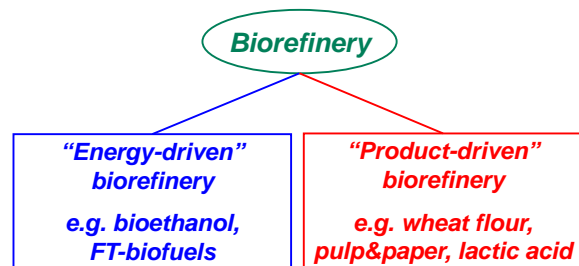 Biorefinery
“Energy-driven”
biorefinery
e.g. bioethanol,
FT-biofuels
“Product-driven”
biorefinery
e.g. wheat flour,
pulp&paper, lactic acid